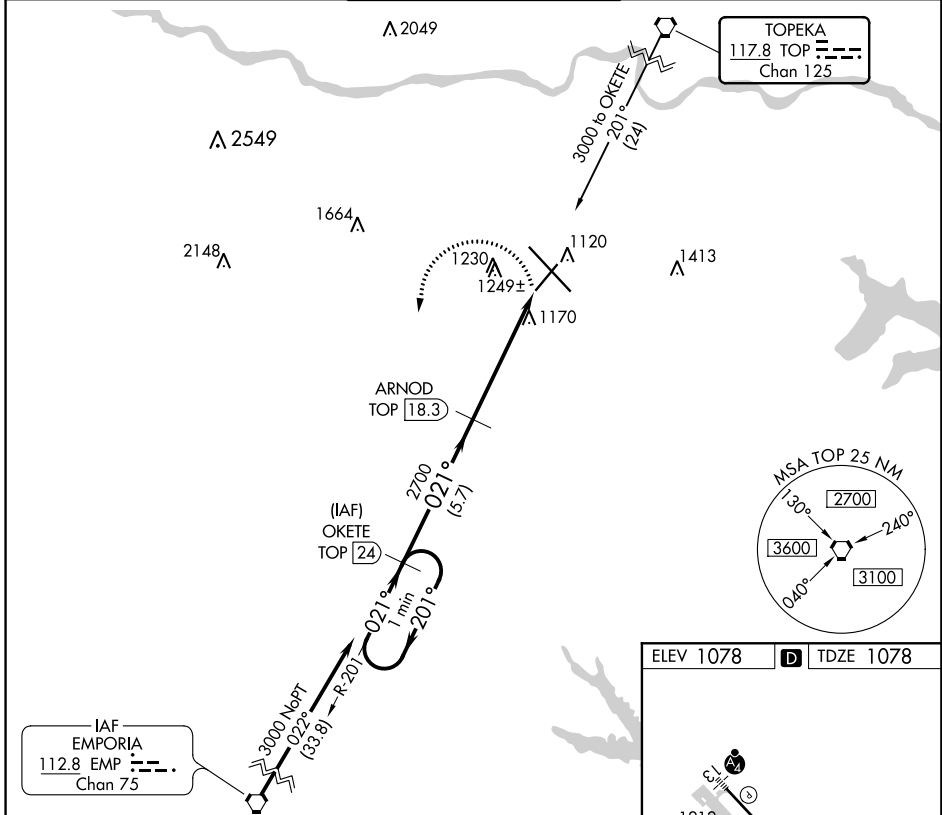 2049
TOPEKA
117.8 TOP
Chan 125
3000 to OKETE
201°
(24)
2549
1664
2148
1230
1249±
1120
1413
1170
ARNOD
TOP 18.3
2700
021°
(5.7)
(IAF)
OKETE
TOP 24
MSA TOP 25 NM
130°
2700
240°
3600
3100
040°
021°
1 min
201°
R-201
3000 NoPT
022°
(33.8)
IAF
EMPORIA
112.8 EMP
Chan 75
ELEV 1078 D TDZE 1078
A4
13
P